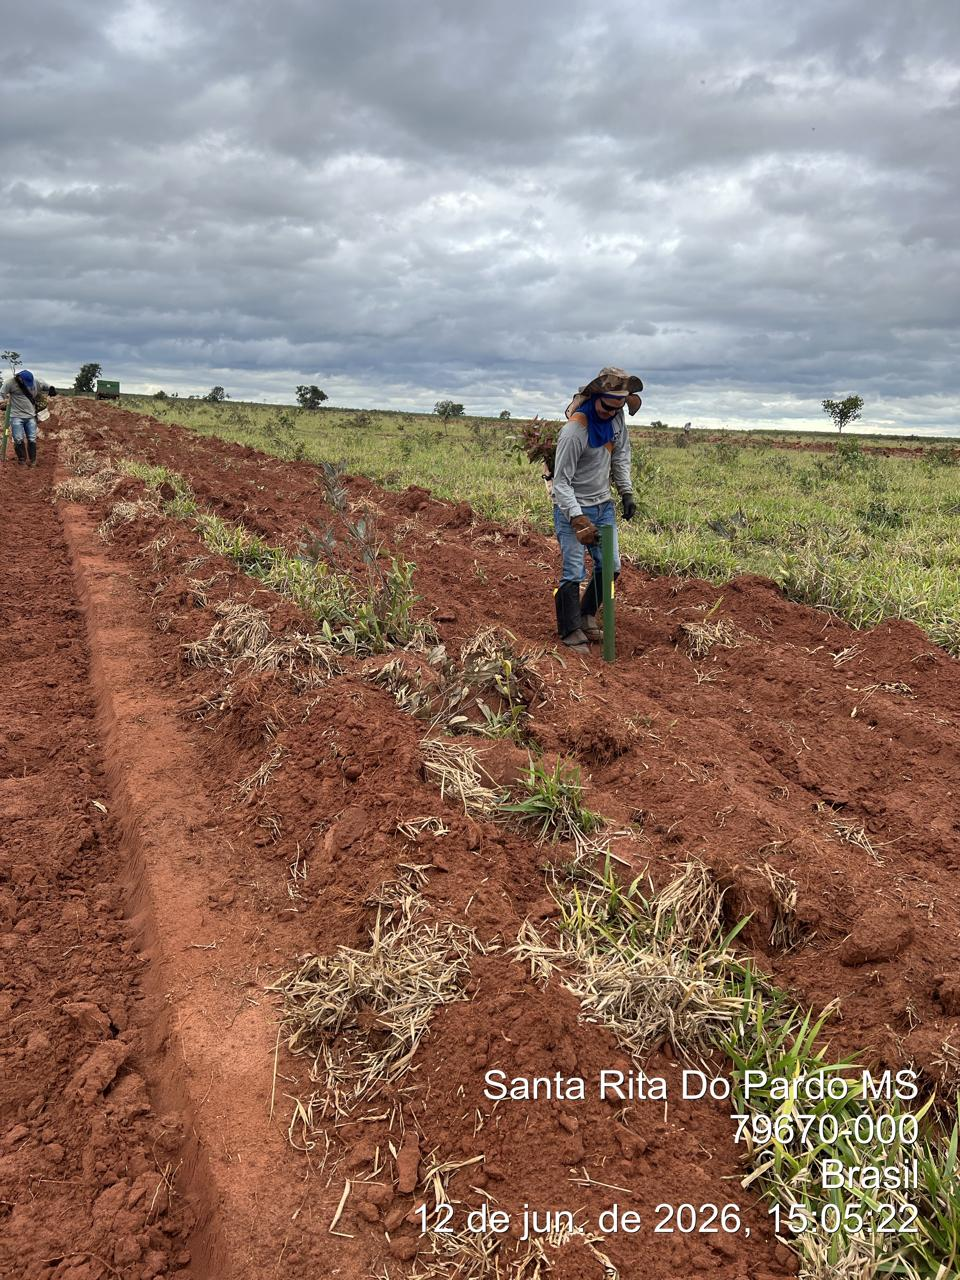 Santa Rita Do Pardo MS
79670-000
Brasil
12 de jun. de 2026, 15:05:22